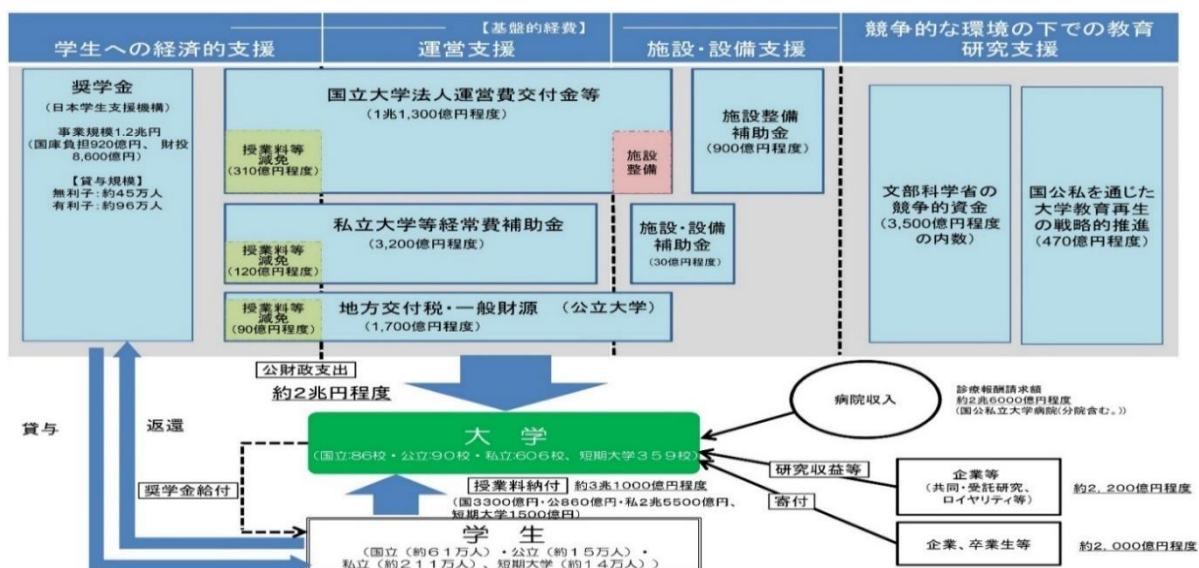 【基盤的経費】
学生への経済的支援
運営支援
施設・設備支援
競争的な環境の下での教育
研究支援
奨学金
(日本学生支援機構)
事業規模1.2兆円
(国庫負担920億円、 財投
8,600億円)
【貸与規模】
無利子:約45万人
有利子:約96万人
国立大学法人運営費交付金等
(1兆1,300億円程度)
授業料等
減免
(310億円程度)
施設
整備
施設整備
補助金
(900億円程度)
私立大学等経常費補助金
(3,200億円程度)
授業料等
減免
(120億円程度)
施設・設備
補助金
(30億円程度)
地方交付税・一般財源 (公立大学)
(1,700億円程度)
授業料等
減免
(90億円程度)
文部科学省の
競争的資金
(3,500億円程度
の内数)
国公私を通じた
大学教育再生
の戦略的推進
(470億円程度)
公財政支出
約2兆円程度
貸与
返還
奨学金給付
大 学
(国立:86校・公立:90校・私立:606校、短期大学359校)
授業料納付 約3兆1000億円程度
(国3300億円・公860億円・私2兆5500億円、
短期大学1500億円)
学 生
(国立(約61万人)・公立(約15万人)・
私立(約211万人)、短期大学(約14万人))
病院収入
診療報酬請求額
約2兆6000億円程度
(国公私立大学病院(分院含む。))
研究収益等
寄付
企業等
(共同・受託研究、
ロイヤリティ等)
約2,200億円程度
企業、卒業生等
約2,000億円程度